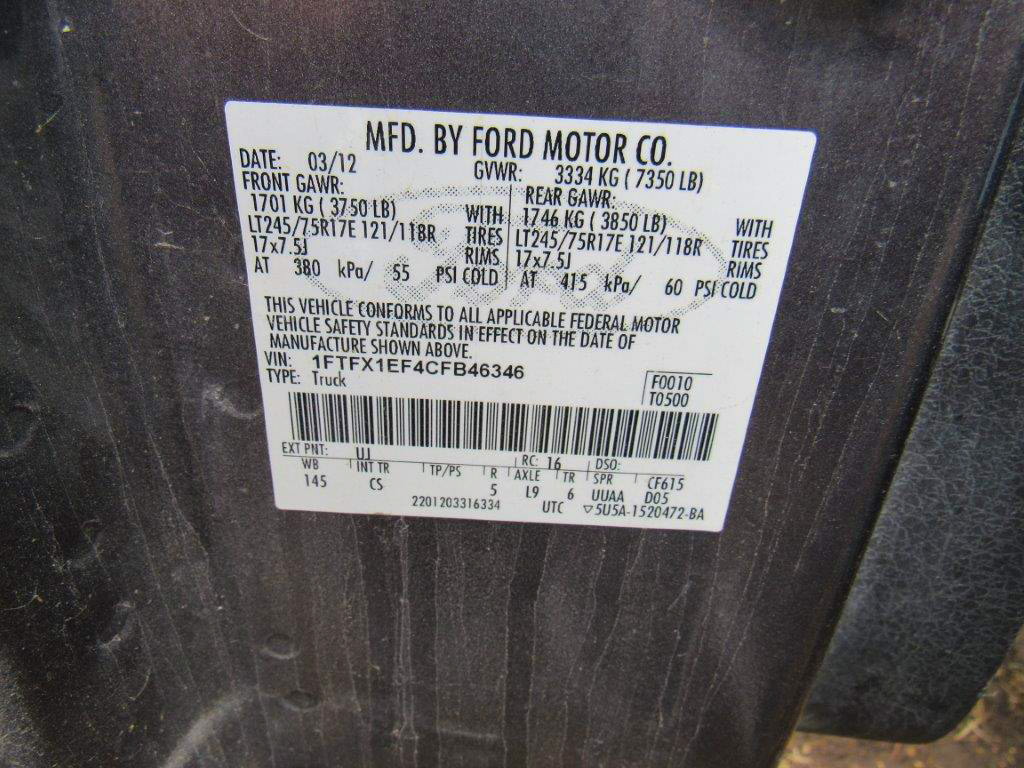 MFD. BY FORD MOTOR CO.
DATE: 03/12 GVWR: 3334 KG ( 7350 LB)
FRONT GAWR: REAR GAWR:
1701 KG ( 3750 LB) WITH 1746 KG ( 3850 LB) WITH
LT245/75R17E 121/118R TIRES LT245/75R17E 121/118R TIRES
17x7.5J RIMS 17x7.5J RIMS
AT 380 kPa/ 55 PSI COLD AT 415 kPa/ 60 PSI COLD
THIS VEHICLE CONFORMS TO ALL APPLICABLE FEDERAL MOTOR
VEHICLE SAFETY STANDARDS IN EFFECT ON THE DATE OF
MANUFACTURE SHOWN ABOVE.
VIN: 1FTFX1EF4CFB46346
TYPE: Truck
F0010
T0500
EXT PNT: UJ RC: 16 DSO:
WB INT TR TP/PS R AXLE TR SPR CF615
145 CS 5 L9 6 UUAA D05
2201203316334 UTC ▽5U5A-1520472-BA
Ford